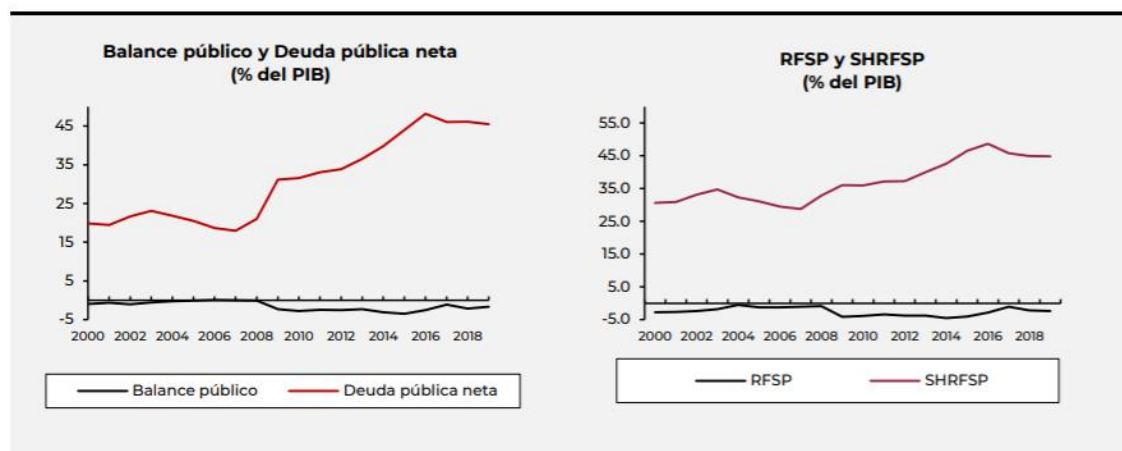 Balance público y Deuda pública neta
(% del PIB)
45
35
25
15
5
-5
2000 2002 2004 2006 2008 2010 2012 2014 2016 2018
Balance público Deuda pública neta
RFSP y SHRFSP
(% del PIB)
55.0
45.0
35.0
25.0
15.0
5.0
-5.0
2000 2002 2004 2006 2008 2010 2012 2014 2016 2018
RFSP SHRFSP